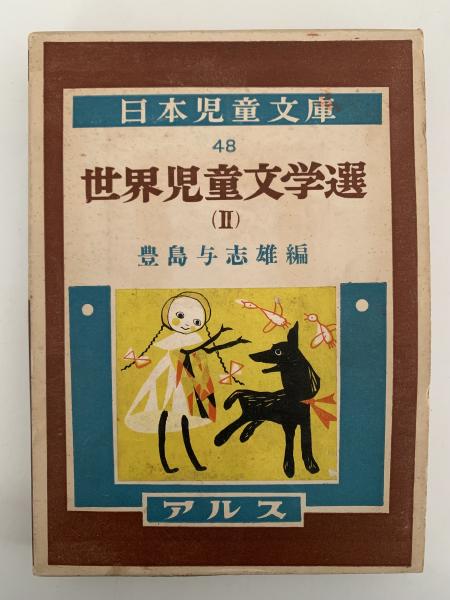 日本児童文庫
48
世界児童文学選
(II)
豊島与志雄編
アルス